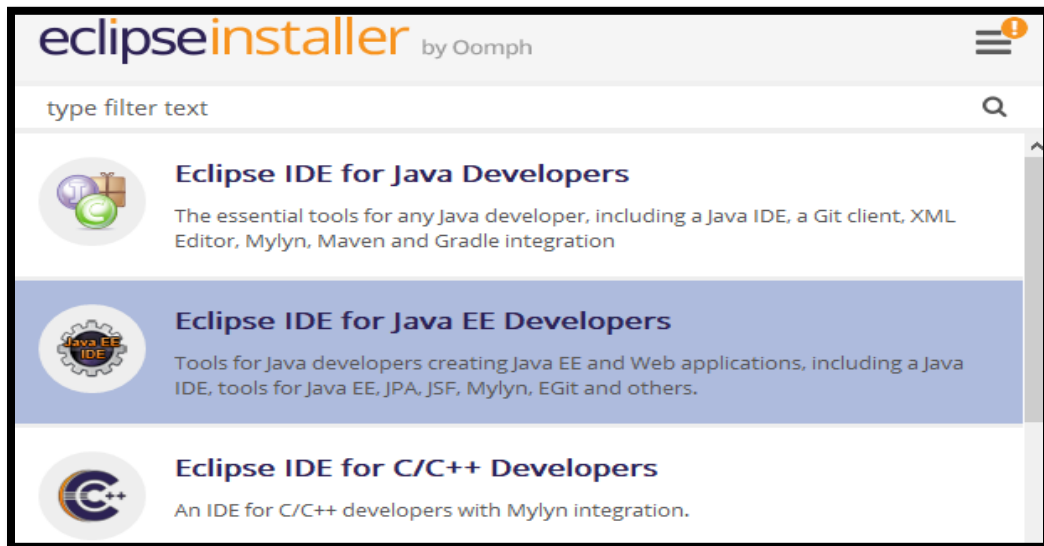 eclipseinstaller by Oomph
!
type filter text
Eclipse IDE for Java Developers
The essential tools for any Java developer, including a Java IDE, a Git client, XML
Editor, Mylyn, Maven and Gradle integration
J
C
Eclipse IDE for Java EE Developers
Tools for Java developers creating Java EE and Web applications, including a Java
IDE, tools for Java EE, JPA, JSF, Mylyn, EGit and others.
Java EE
IDE
Eclipse IDE for C/C++ Developers
An IDE for C/C++ developers with Mylyn integration.
C++